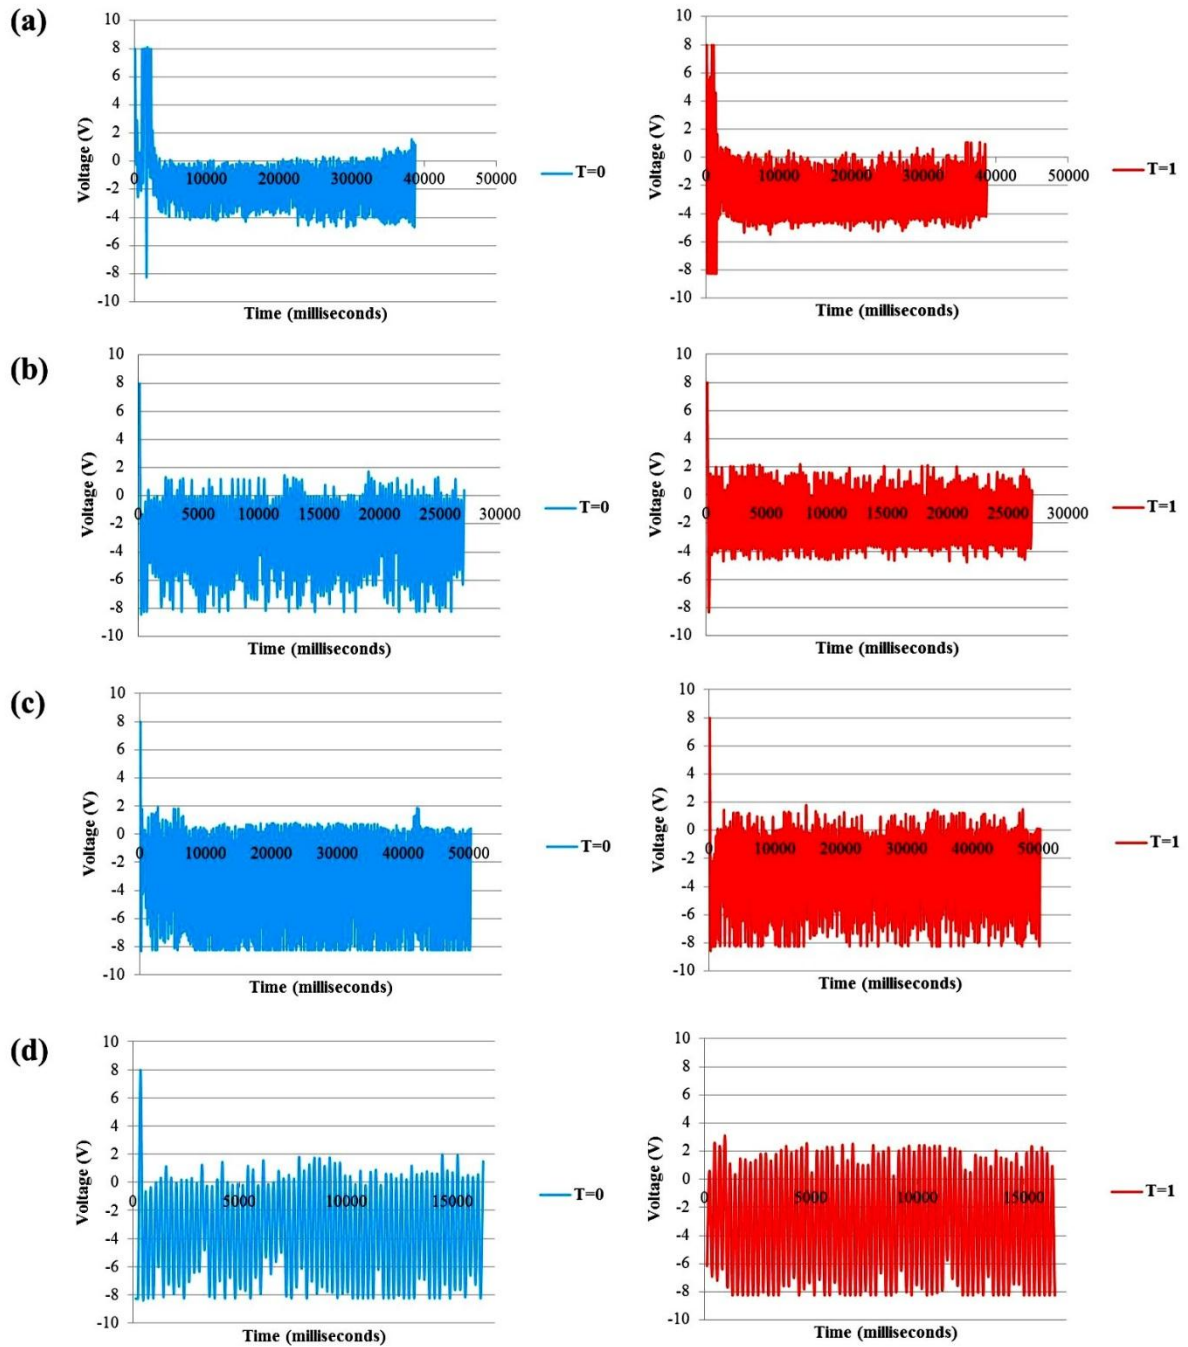 (a)
10
8
6
4
2
0
-2
-4
-6
-8
-10
Voltage (V)
0 10000 20000 30000 40000 50000
Time (milliseconds)
T=0
10
8
6
4
2
0
-2
-4
-6
-8
-10
Voltage (V)
0 10000 20000 30000 40000 50000
Time (milliseconds)
T=1
(b)
10
8
6
4
2
0
-2
-4
-6
-8
-10
Voltage (V)
0 5000 10000 15000 20000 25000 30000
Time (milliseconds)
T=0
10
8
6
4
2
0
-2
-4
-6
-8
-10
Voltage (V)
0 5000 10000 15000 20000 25000 30000
Time (milliseconds)
T=1
(c)
10
8
6
4
2
0
-2
-4
-6
-8
-10
Voltage (V)
0 10000 20000 30000 40000 50000
Time (milliseconds)
T=0
10
8
6
4
2
0
-2
-4
-6
-8
-10
Voltage (V)
0 10000 20000 30000 40000 50000
Time (milliseconds)
T=1
(d)
10
8
6
4
2
0
-2
-4
-6
-8
-10
Voltage (V)
0 5000 10000 15000
Time (milliseconds)
T=0
10
8
6
4
2
0
-2
-4
-6
-8
-10
Voltage (V)
0 5000 10000 15000
Time (milliseconds)
T=1